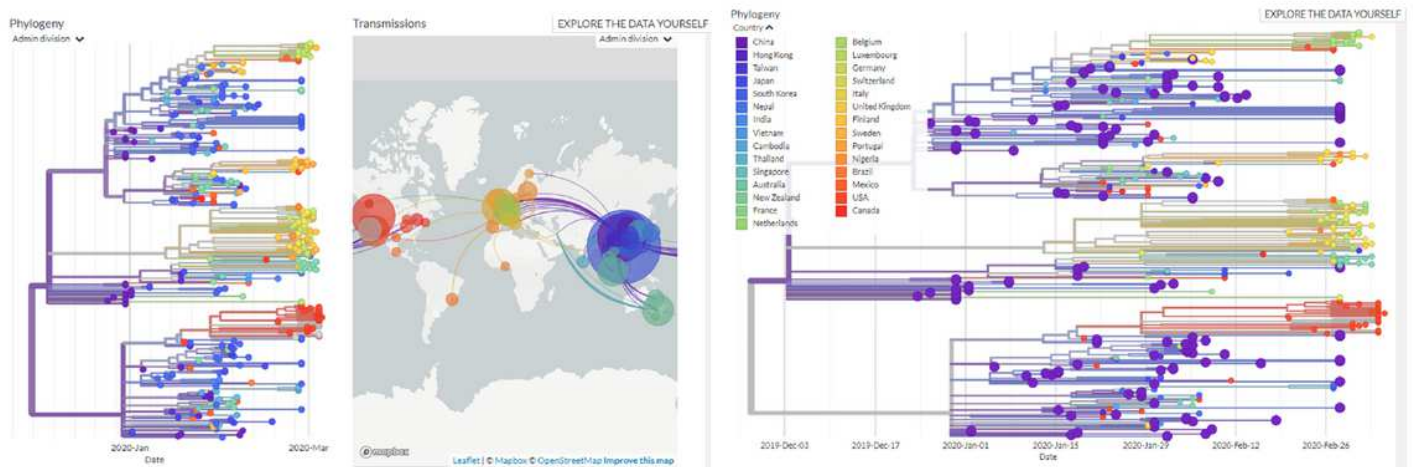 Phylogeny
Admin division
2020-Jan
2020-Mar
Date
Transmissions
EXPLORE THE DATA YOURSELF
Admin division
mapbox
Leaflet | © Mapbox © OpenStreetMap Improve this map
Phylogeny
EXPLORE THE DATA YOURSELF
Country
China
Hong Kong
Taiwan
Japan
South Korea
Nepal
India
Vietnam
Cambodia
Thailand
Singapore
Australia
New Zealand
France
Netherlands
Belgium
Luxembourg
Germany
Switzerland
Italy
United Kingdom
Finland
Sweden
Portugal
Nigeria
Brazil
Mexico
USA
Canada
2019-Dec-03
2019-Dec-17
2020-Jan-01
2020-Jan-15
2020-Jan-29
2020-Feb-12
2020-Feb-26
Date